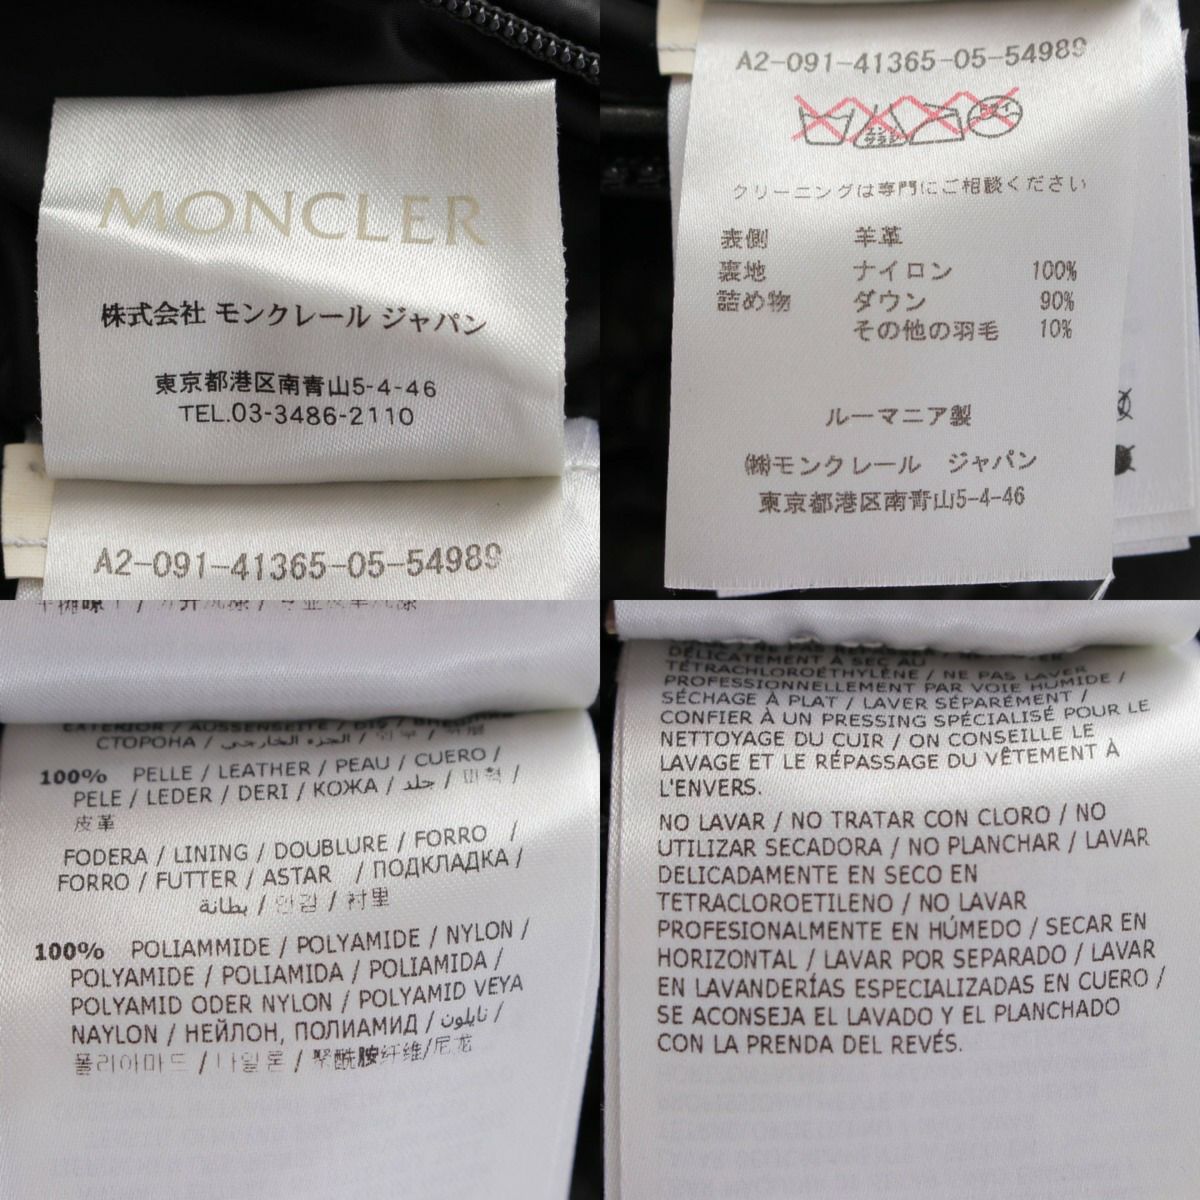 MONCLER
株式会社 モンクレール ジャパン
東京都港区南青山5-4-46
TEL.03-3486-2110
A2-091-41365-05-54989
A2-091-41365-05-54989
クリーニングは専門にご相談ください
表側 羊革
裏地 ナイロン 100%
詰め物 ダウン 90%
その他の羽毛 10%
ルーマニア製
㈱モンクレール ジャパン
東京都港区南青山5-4-46
СТОРОНА / الجزء الخارجي /
100% PELLE / LEATHER / PEAU / CUERO /
PELE / LEDER / DERI / КОЖА / جلد / 피혁 /
皮革
FODERA / LINING / DOUBLURE / FORRO /
FORRO / FUTTER / ASTAR / ПОДКЛАДКА /
بطانة / 안감 / 衬里
100% POLIAMMIDE / POLYAMIDE / NYLON /
POLYAMIDE / POLIAMIDA / POLIAMIDA /
POLYAMID ODER NYLON / POLYAMID VEYA
NAYLON / НЕЙЛОН, ПОЛИАМИД / نايلون /
폴리아마드 / 나일론 / 聚酰胺纤维/尼龙
DÉLICATEMENT À SEC AU
TÉTRACHLOROÉTHYLÈNE / NE PAS LAVER
PROFESSIONNELLEMENT PAR VOIE HUMIDE /
SÉCHAGE À PLAT / LAVER SÉPARÉMENT /
CONFIER À UN PRESSING SPÉCIALISÉ POUR LE
NETTOYAGE DU CUIR / ON CONSEILLE LE
LAVAGE ET LE RÉPASSAGE DU VÊTEMENT À
L'ENVERS.
NO LAVAR / NO TRATAR CON CLORO / NO
UTILIZAR SECADORA / NO PLANCHAR / LAVAR
DELICADAMENTE EN SECO EN
TETRACLOROETILENO / NO LAVAR
PROFESIONALMENTE EN HÚMEDO / SECAR EN
HORIZONTAL / LAVAR POR SEPARADO / LAVAR
EN LAVANDERÍAS ESPECIALIZADAS EN CUERO /
SE ACONSEJA EL LAVADO Y EL PLANCHADO
CON LA PRENDA DEL REVÉS.